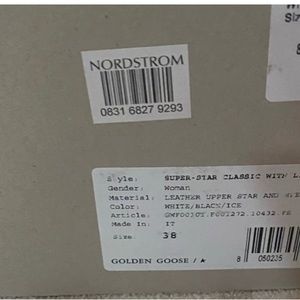 NORDSTROM
0831 6827 9293
Style: SUPER-STAR CLASSIC WITH
Gender: Woman
Material: LEATHER UPPER STAR AND
Color: WHITE/BLACK/ICE
Article:
Made In: IT
Size: 38
GOLDEN GOOSE /
8 050235